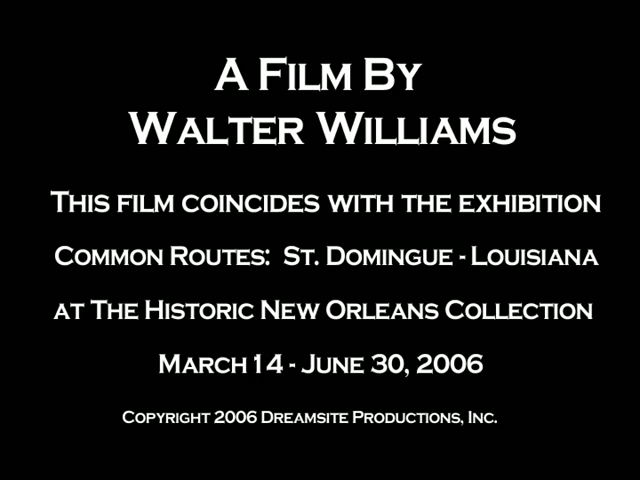 A Film By
Walter Williams
This film coincides with the exhibition
Common Routes: St. Domingue - Louisiana
at The Historic New Orleans Collection
March 14 - June 30, 2006
Copyright 2006 Dreamsite Productions, Inc.